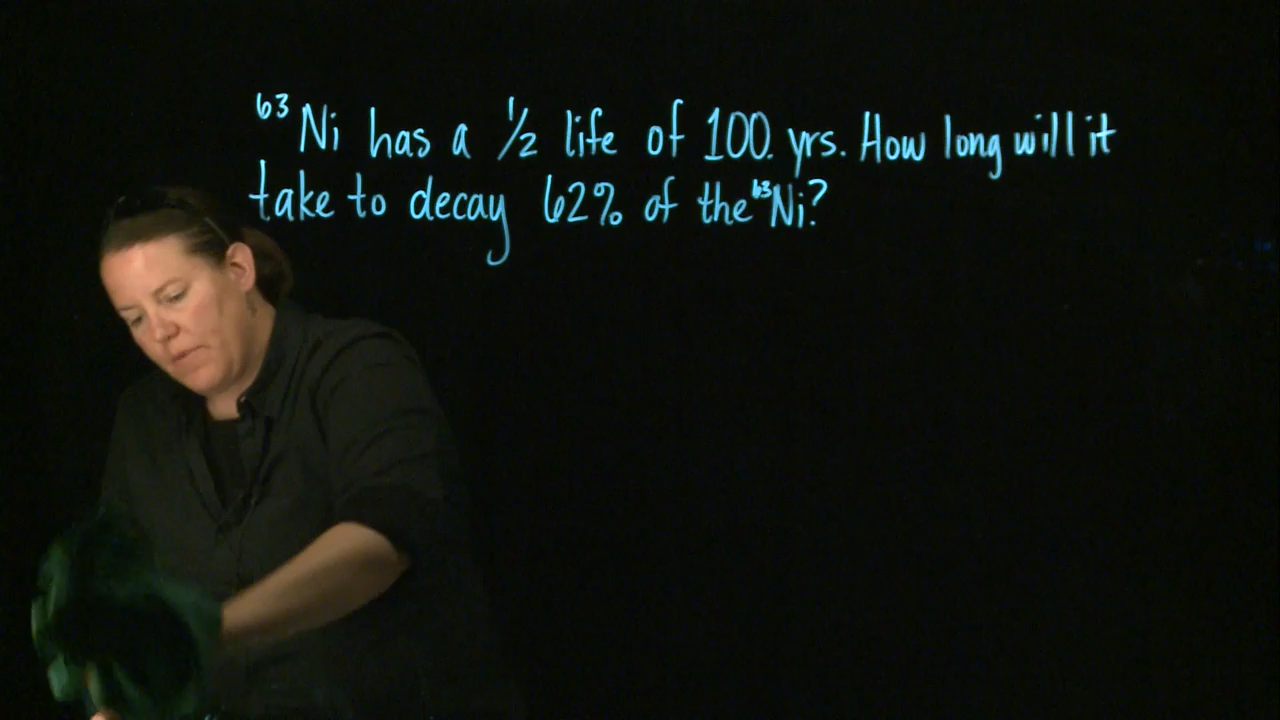 ⁶³Ni has a ½ life of 100. yrs. How long will it
take to decay 62% of the ⁶³Ni?